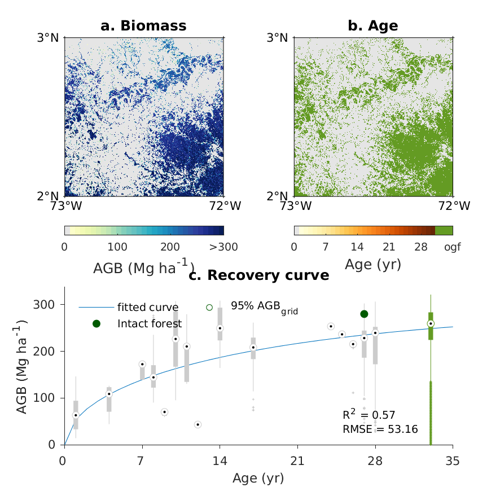 a. Biomass
b. Age
3°N
3°N
2°N
2°N
73°W
72°W
73°W
72°W
0 100 200 >300
0 7 14 21 28 ogf
AGB (Mg ha⁻¹)
Age (yr)
c. Recovery curve
fitted curve
95% AGB_grid
Intact forest
300
200
100
0
AGB (Mg ha⁻¹)
R² = 0.57
RMSE = 53.16
0 7 14 21 28 35
Age (yr)